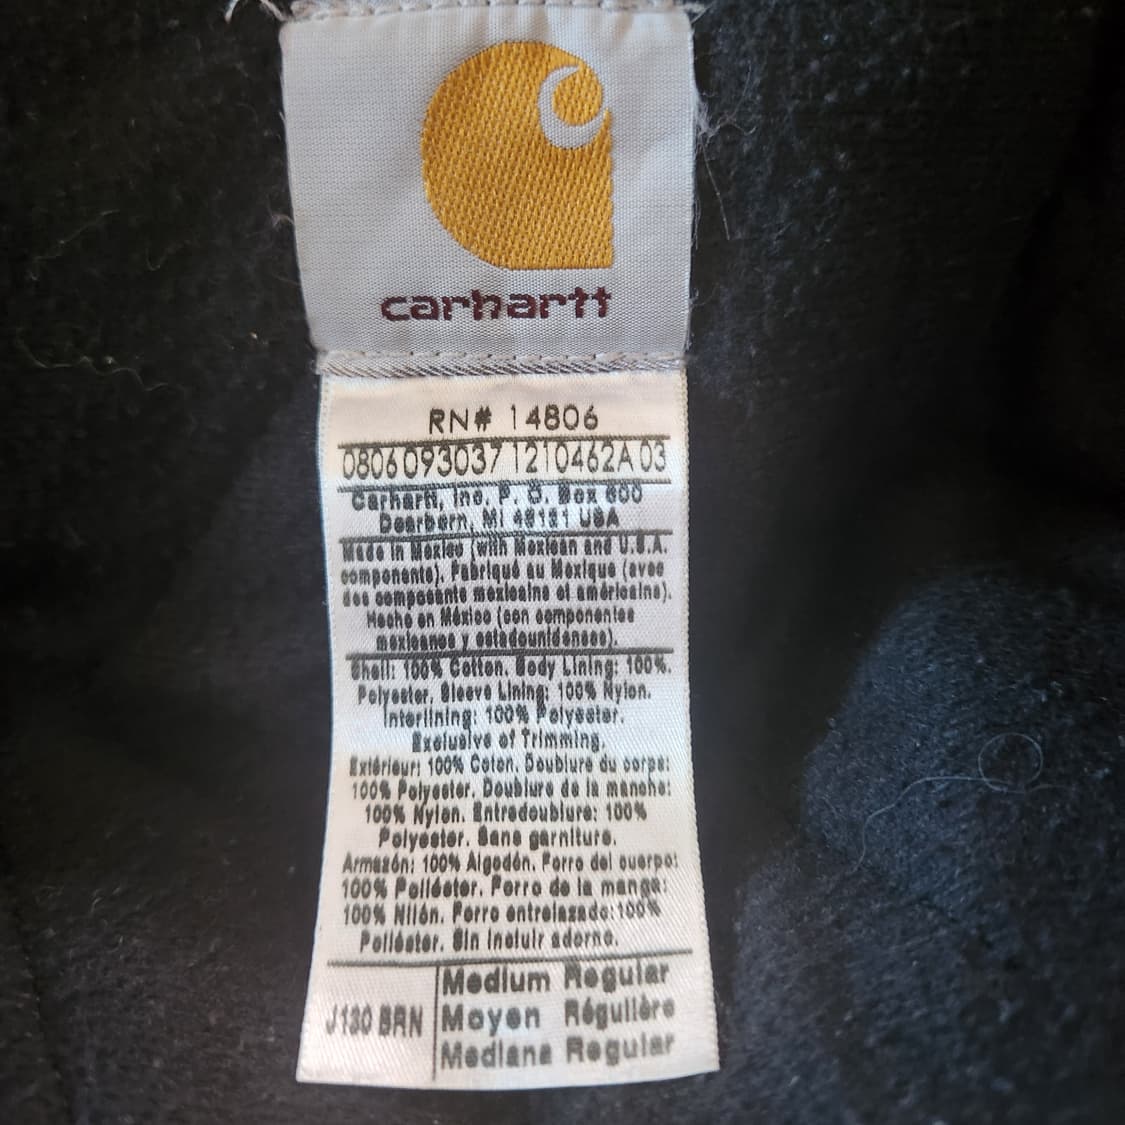 carhartt
RN# 14806
0806093037 1210462A 03
Carhartt, Inc. P. O. Box 600
Dearborn, MI 48121 USA
Made in Mexico (with Mexican and U.S.A.
components). Fabriqué au Mexique (avec
des composants mexicains et américains).
Hecho en México (con componentes
mexicanos y estadounidenses).
Shell: 100% Cotton. Body Lining: 100%.
Polyester. Sleeve Lining: 100% Nylon.
Interlining: 100% Polyester.
Exclusive of Trimming.
Extérieur: 100% Coton. Doublure du corps:
100% Polyester. Doublure de la manche:
100% Nylon. Entredoublure: 100%
Polyester. Sans garniture.
Armazón: 100% Algodón. Forro del cuerpo:
100% Poliéster. Forro de la manga:
100% Nilón. Forro entrelazado:100%
Poliéster. Sin incluir adorno.
J130 BRN
Medium Regular
Moyen Régulière
Mediana Regular